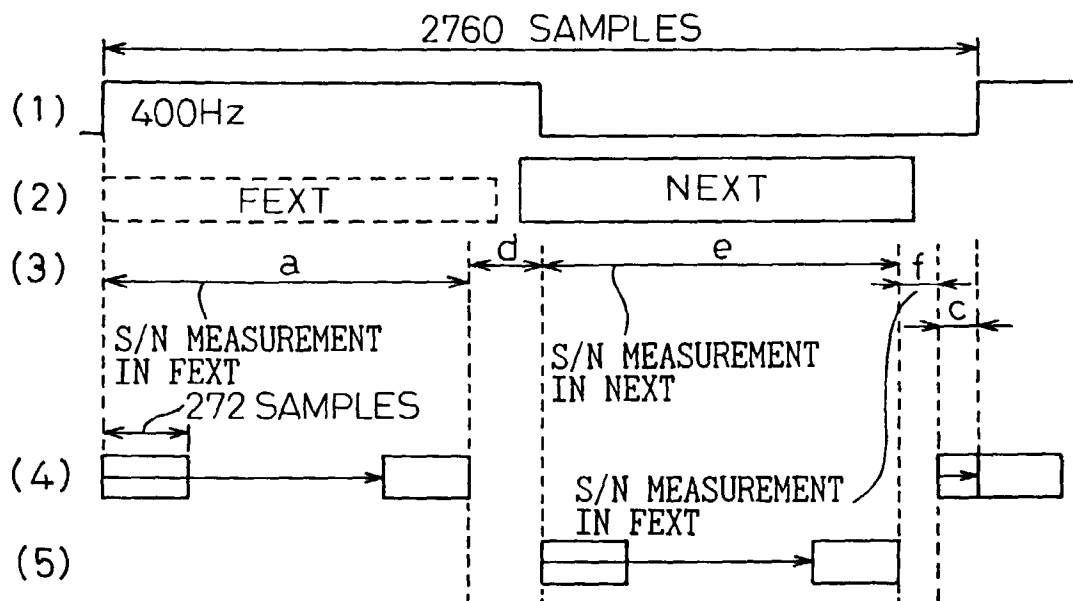 2760 SAMPLES
(1) 400Hz
(2) FEXT NEXT
(3) a d e f c
S/N MEASUREMENT
IN FEXT
S/N MEASUREMENT
IN NEXT
272 SAMPLES
(4)
S/N MEASUREMENT
IN FEXT
(5)